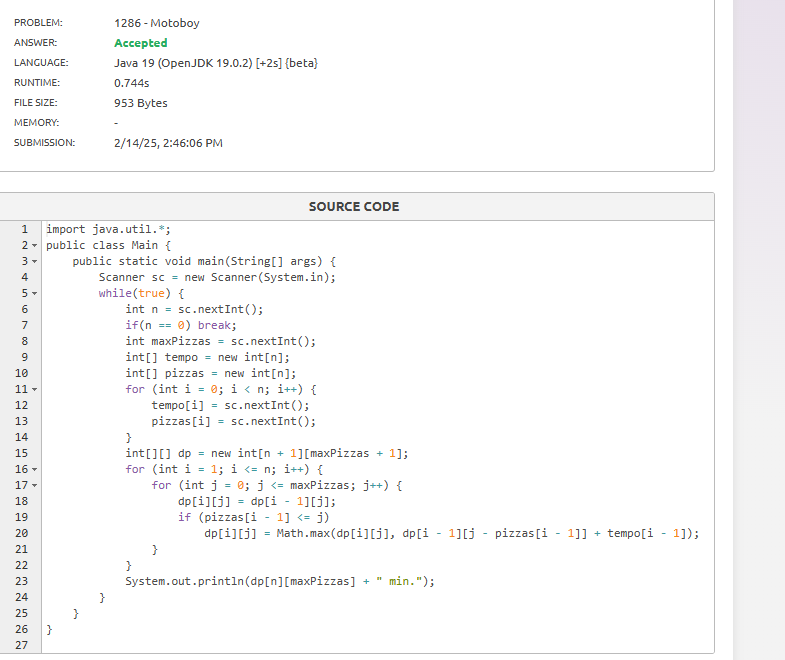 PROBLEM: 1286 - Motoboy
ANSWER: Accepted
LANGUAGE: Java 19 (OpenJDK 19.0.2) [+2s] {beta}
RUNTIME: 0.744s
FILE SIZE: 953 Bytes
MEMORY: -
SUBMISSION: 2/14/25, 2:46:06 PM
SOURCE CODE
1 import java.util.*;
2 public class Main {
3     public static void main(String[] args) {
4         Scanner sc = new Scanner(System.in);
5         while(true) {
6             int n = sc.nextInt();
7             if(n == 0) break;
8             int maxPizzas = sc.nextInt();
9             int[] tempo = new int[n];
10             int[] pizzas = new int[n];
11             for (int i = 0; i < n; i++) {
12                 tempo[i] = sc.nextInt();
13                 pizzas[i] = sc.nextInt();
14             }
15             int[][] dp = new int[n + 1][maxPizzas + 1];
16             for (int i = 1; i <= n; i++) {
17                 for (int j = 0; j <= maxPizzas; j++) {
18                     dp[i][j] = dp[i - 1][j];
19                     if (pizzas[i - 1] <= j)
20                         dp[i][j] = Math.max(dp[i][j], dp[i - 1][j - pizzas[i - 1]] + tempo[i - 1]);
21                 }
22             }
23             System.out.println(dp[n][maxPizzas] + " min.");
24         }
25     }
26 }
27